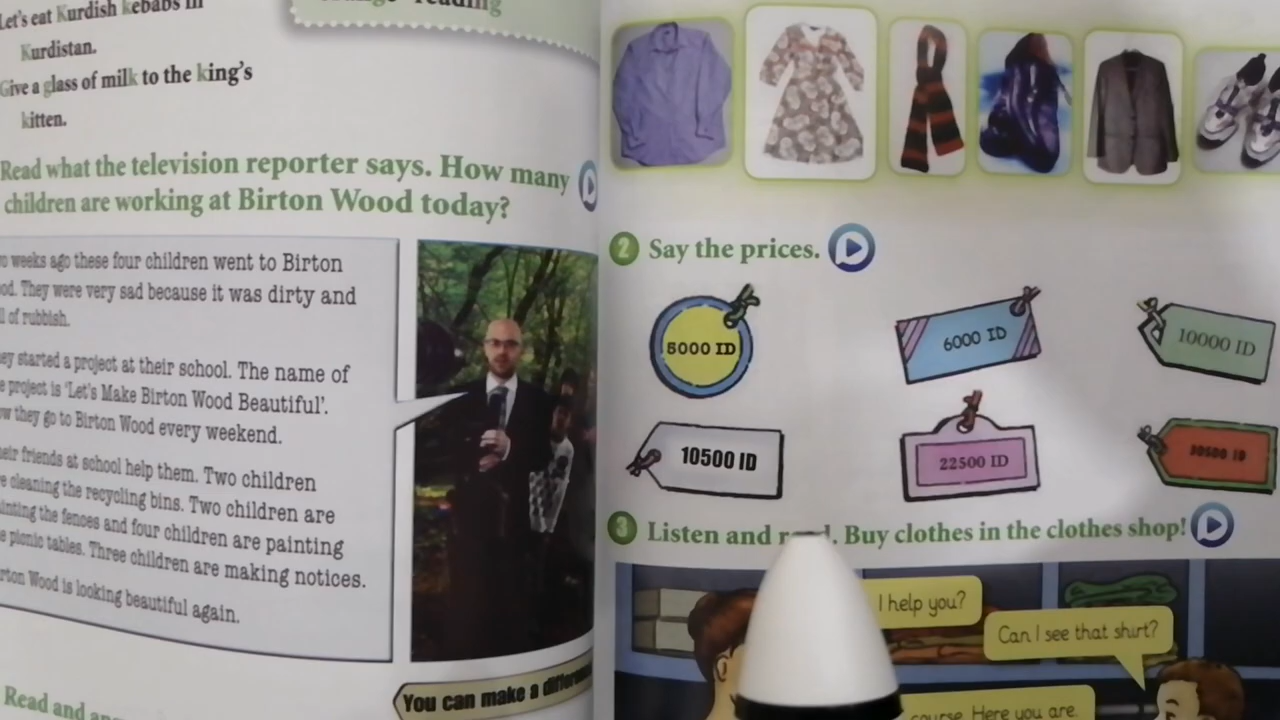 Let's eat Kurdish kebabs in
Kurdistan.
Give a glass of milk to the king's
kitten.
reading
Read what the television reporter says. How many
children are working at Birton Wood today?
weeks ago these four children went to Birton
They were very sad because it was dirty and
of rubbish.
started a project at their school. The name of
project is 'Let's Make Birton Wood Beautiful'.
they go to Birton Wood every weekend.
friends at school help them. Two children
cleaning the recycling bins. Two children are
the fences and four children are painting
picnic tables. Three children are making notices.
Wood is looking beautiful again.
You can make a
Read and
2 Say the prices.
5000 ID
6000 ID
10000 ID
10500 ID
22500 ID
3 Listen and . Buy clothes in the clothes shop!
I help you?
Can I see that shirt?
course. Here you are.